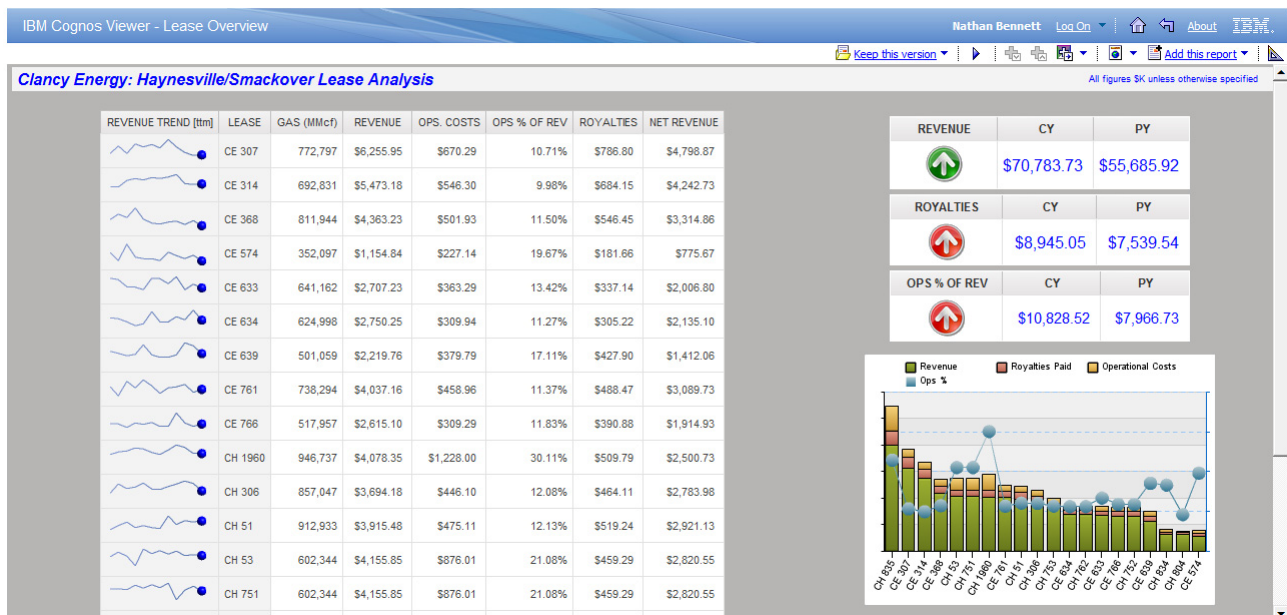 IBM Cognos Viewer - Lease Overview
Nathan Bennett Log On About IBM.
Keep this version Add this report
Clancy Energy: Haynesville/Smackover Lease Analysis
All figures $K unless otherwise specified
REVENUE TREND [ttm] LEASE GAS (MMcf) REVENUE OPS. COSTS OPS % OF REV ROYALTIES NET REVENUE
CE 307 772,797 $6,255.95 $670.29 10.71% $786.80 $4,798.87
CE 314 692,831 $5,473.18 $546.30 9.98% $684.15 $4,242.73
CE 368 811,944 $4,363.23 $501.93 11.50% $546.45 $3,314.86
CE 574 352,097 $1,154.84 $227.14 19.67% $181.66 $775.67
CE 633 641,162 $2,707.23 $363.29 13.42% $337.14 $2,006.80
CE 634 624,998 $2,750.25 $309.94 11.27% $305.22 $2,135.10
CE 639 501,059 $2,219.76 $379.79 17.11% $427.90 $1,412.06
CE 761 738,294 $4,037.16 $458.96 11.37% $488.47 $3,089.73
CE 766 517,957 $2,615.10 $309.29 11.83% $390.88 $1,914.93
CH 1960 946,737 $4,078.35 $1,228.00 30.11% $509.79 $2,500.73
CH 306 857,047 $3,694.18 $446.10 12.08% $464.11 $2,783.98
CH 51 912,933 $3,915.48 $475.11 12.13% $519.24 $2,921.13
CH 53 602,344 $4,155.85 $876.01 21.08% $459.29 $2,820.55
CH 751 602,344 $4,155.85 $876.01 21.08% $459.29 $2,820.55
REVENUE CY PY
$70,783.73 $55,685.92
ROYALTIES CY PY
$8,945.05 $7,539.54
OPS % OF REV CY PY
$10,828.52 $7,966.73
Revenue Royalties Paid Operational Costs
Ops %
CH 835 CE 307 CE 314 CE 368 CH 53 CH 751 CH 1960 CE 761 CH 51 CH 306 CH 753 CE 634 CH 762 CE 633 CE 766 CH 752 CE 639 CH 834 CH 804 CE 574